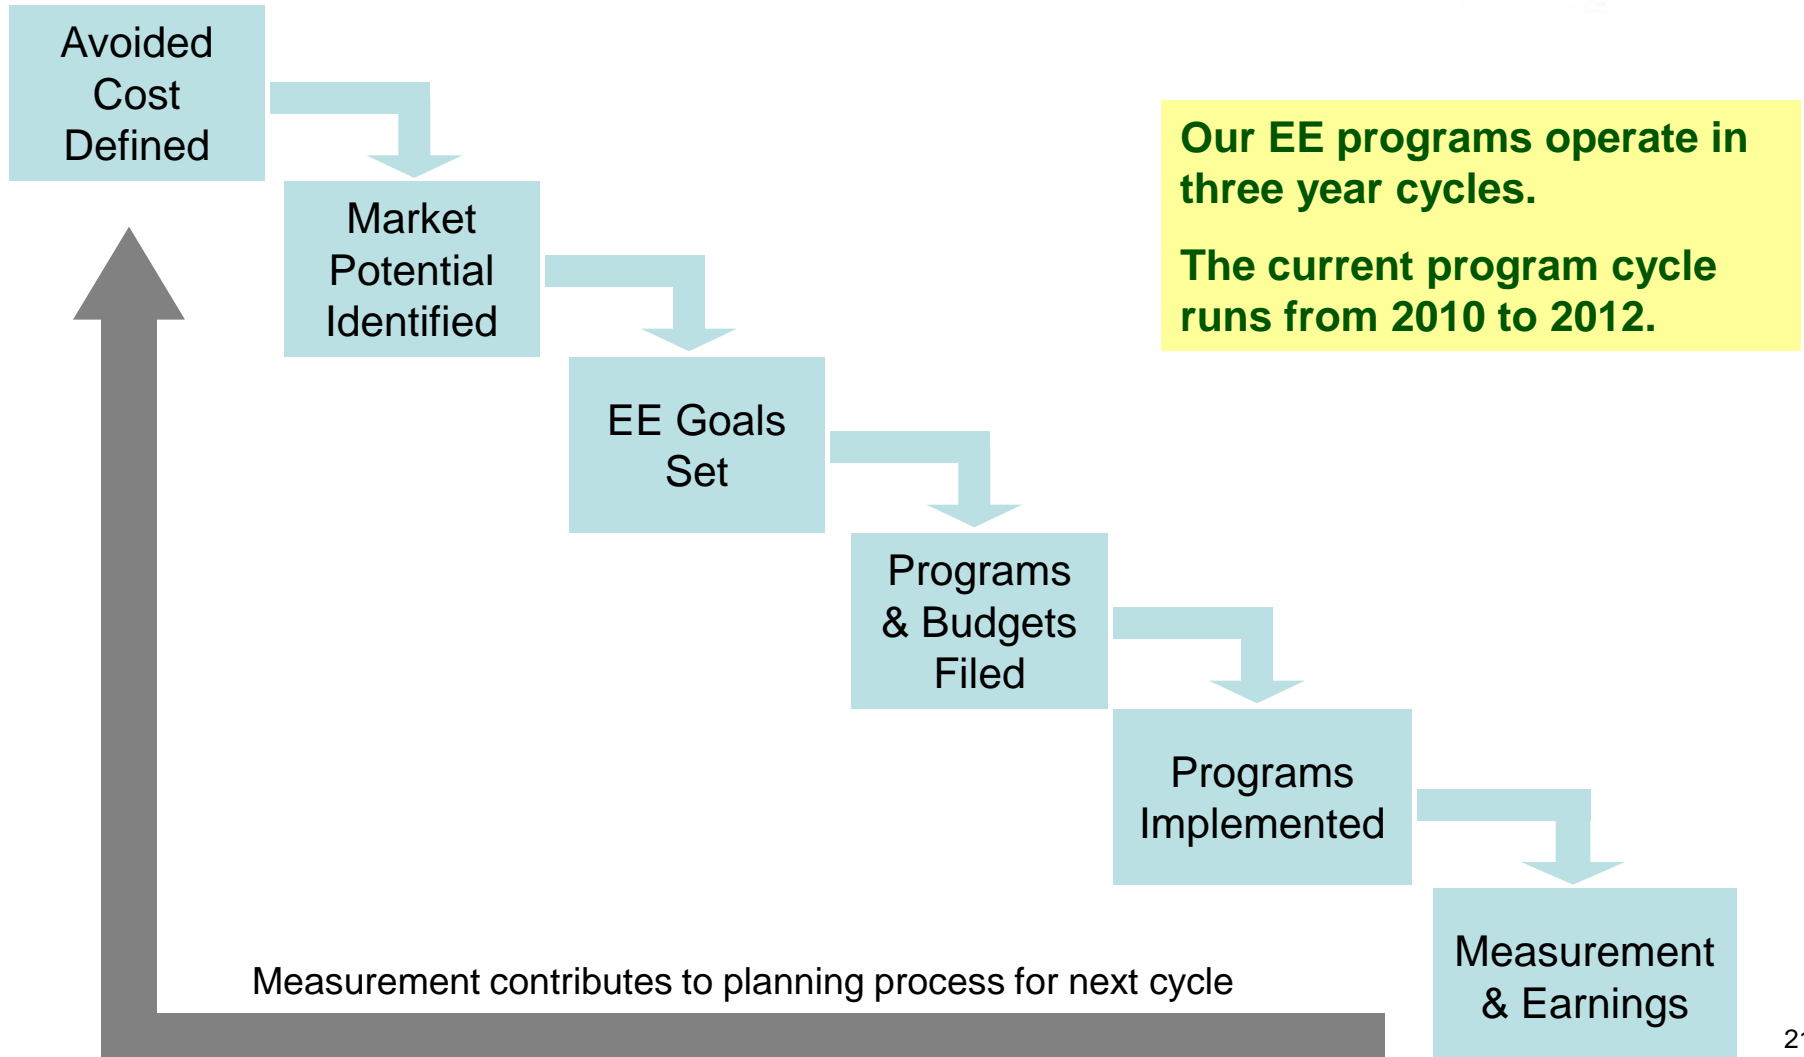 Avoided
Cost
Defined
Market
Potential
Identified
EE Goals
Set
Programs
& Budgets
Filed
Programs
Implemented
Measurement
& Earnings
Our EE programs operate in
three year cycles.
The current program cycle
runs from 2010 to 2012.
Measurement contributes to planning process for next cycle
21